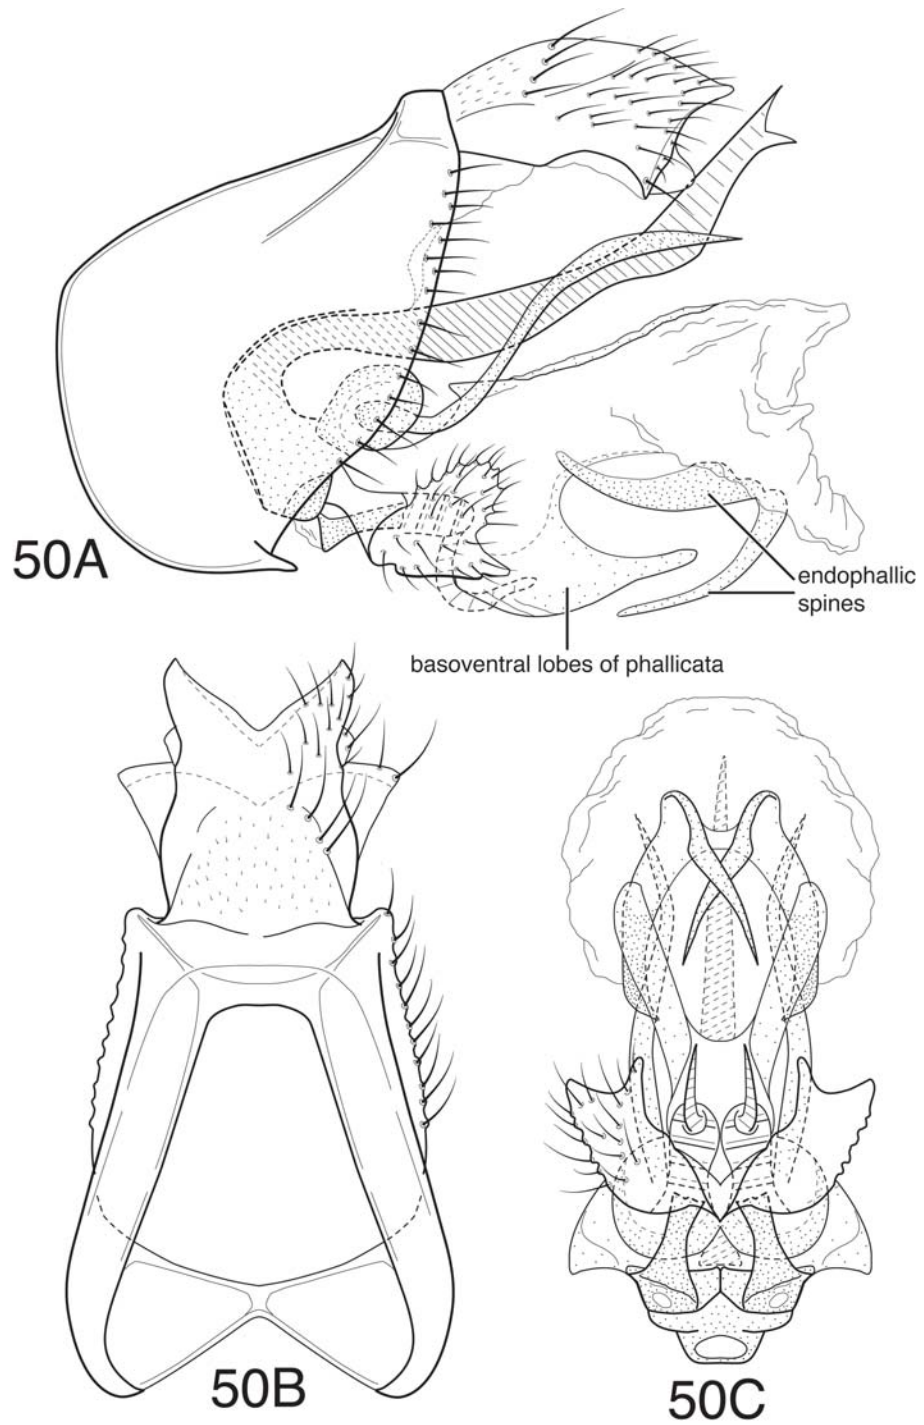 50A
endophallic
spines
basoventral lobes of phallicata
50B
50C